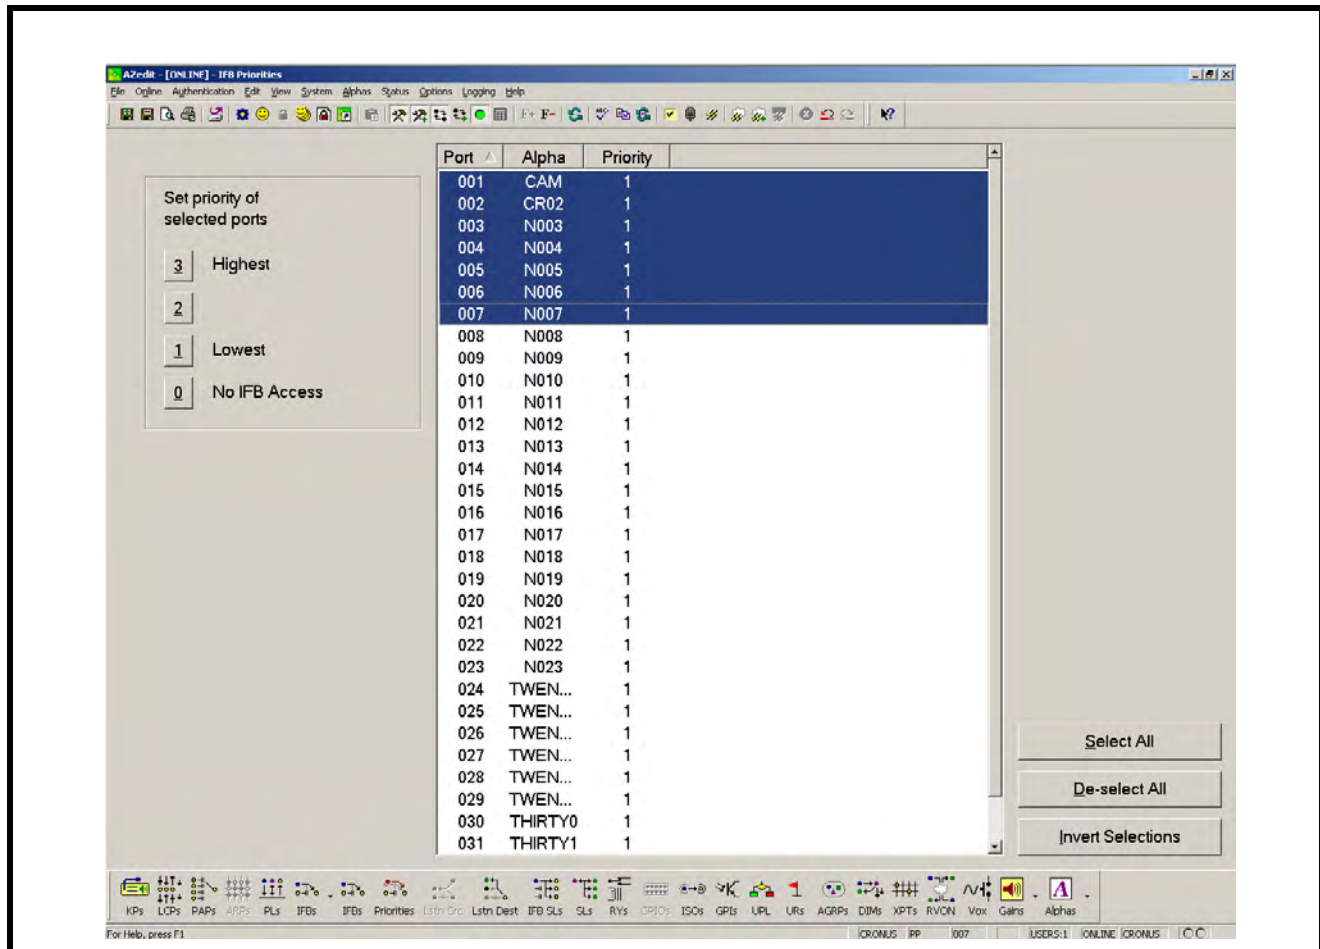 AZedit - [ONLINE] - IFB Priorities
File Online Authentication Edit View System Alphas Status Options Logging Help
F+ F-
Port Alpha Priority
Set priority of
selected ports
3 Highest
2
1 Lowest
0 No IFB Access
001 CAM 1
002 CR02 1
003 N003 1
004 N004 1
005 N005 1
006 N006 1
007 N007 1
008 N008 1
009 N009 1
010 N010 1
011 N011 1
012 N012 1
013 N013 1
014 N014 1
015 N015 1
016 N016 1
017 N017 1
018 N018 1
019 N019 1
020 N020 1
021 N021 1
022 N022 1
023 N023 1
024 TWEN... 1
025 TWEN... 1
026 TWEN... 1
027 TWEN... 1
028 TWEN... 1
029 TWEN... 1
030 THIRTY0 1
031 THIRTY1 1
Select All
De-select All
Invert Selections
KPs LCPs PAPs ARPs PLs IFBs IFBs Priorities Lstn Src Lstn Dest IFB SLs SLs RYs GPIOs ISOs GPIs UPL URs AGRPs DIMs XPTs RVON Vox Gains Alphas
For Help, press F1
CRONUS PP 007 USERS:1 ONLINE CRONUS